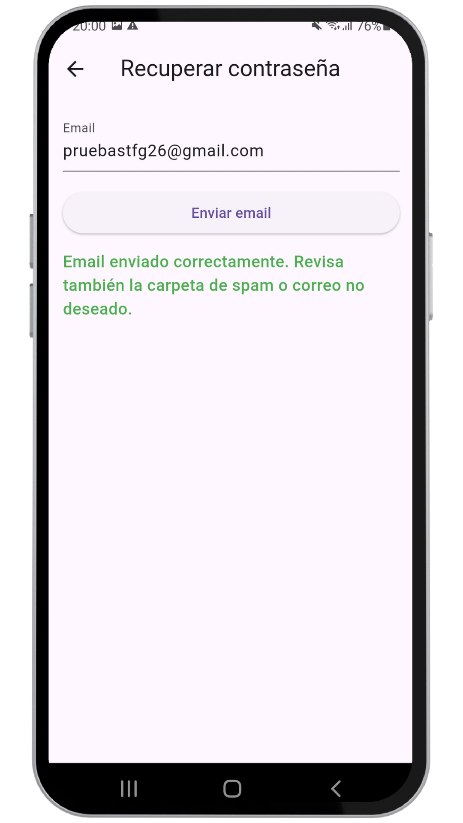 20:00 76%
Recuperar contraseña
Email
pruebastfg26@gmail.com
Enviar email
Email enviado correctamente. Revisa
también la carpeta de spam o correo no
deseado.